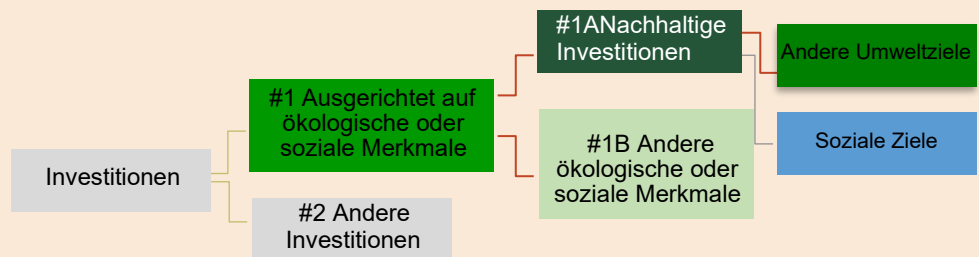 Investitionen
#1 Ausgerichtet auf
ökologische oder
soziale Merkmale
#2 Andere
Investitionen
#1ANachhaltige
Investitionen
#1B Andere
ökologische oder
soziale Merkmale
Andere Umweltziele
Soziale Ziele